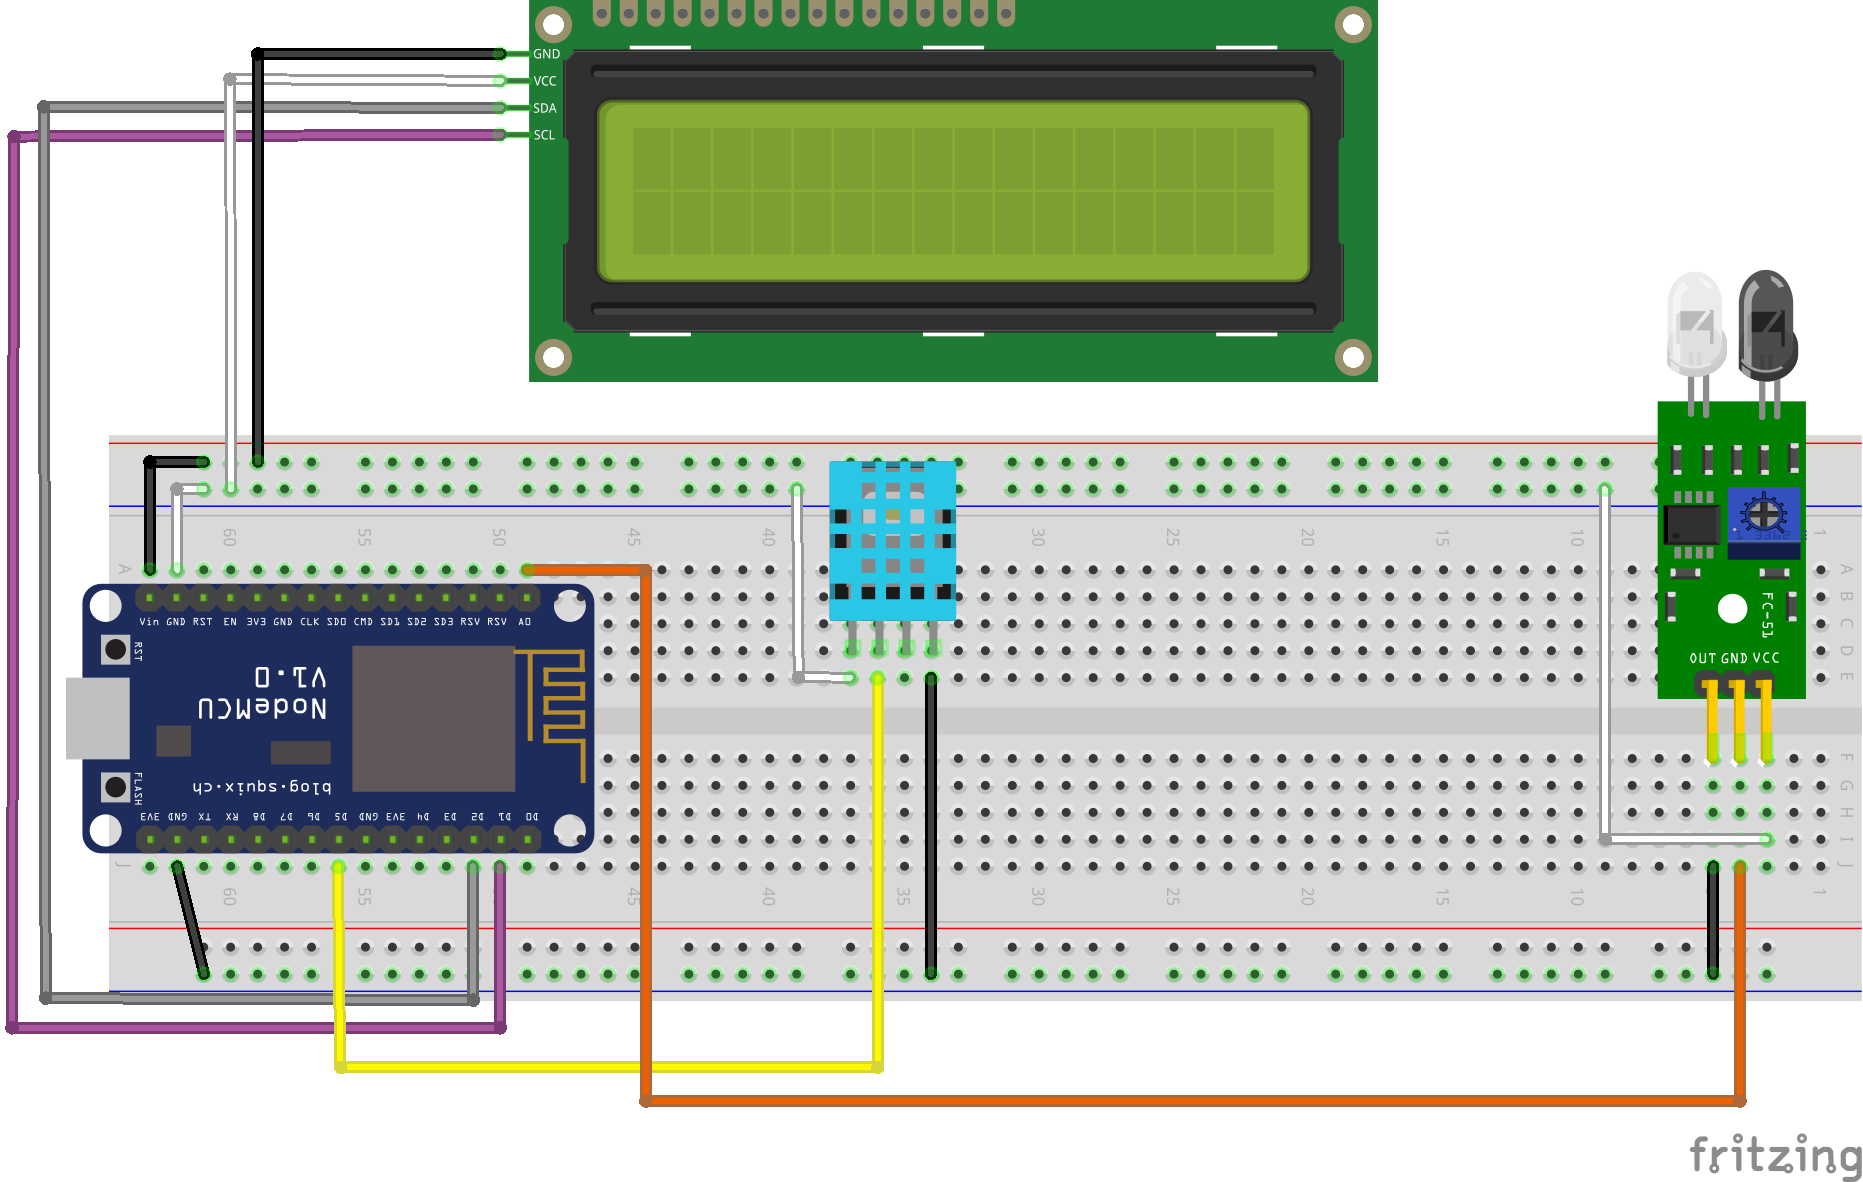 GND
VCC
SDA
SCL
60 55 50 45 40 35 30 25 20 15 10 1
A A
B
C
D
E
Vin GND RST EN 3V3 GND CLK SD0 CMD SD1 SD2 SD3 RSV RSV A0
RST
V1.0
NodeMCU
FLASH
blog.squix.ch
3V3 GND TX RX D8 D7 D6 D5 GND 3V3 D4 D3 D2 D1 D0
FC-51
OUT GND VCC
F
G
H
I
J J
60 55 45 40 35 30 25 20 15 10 1
fritzing